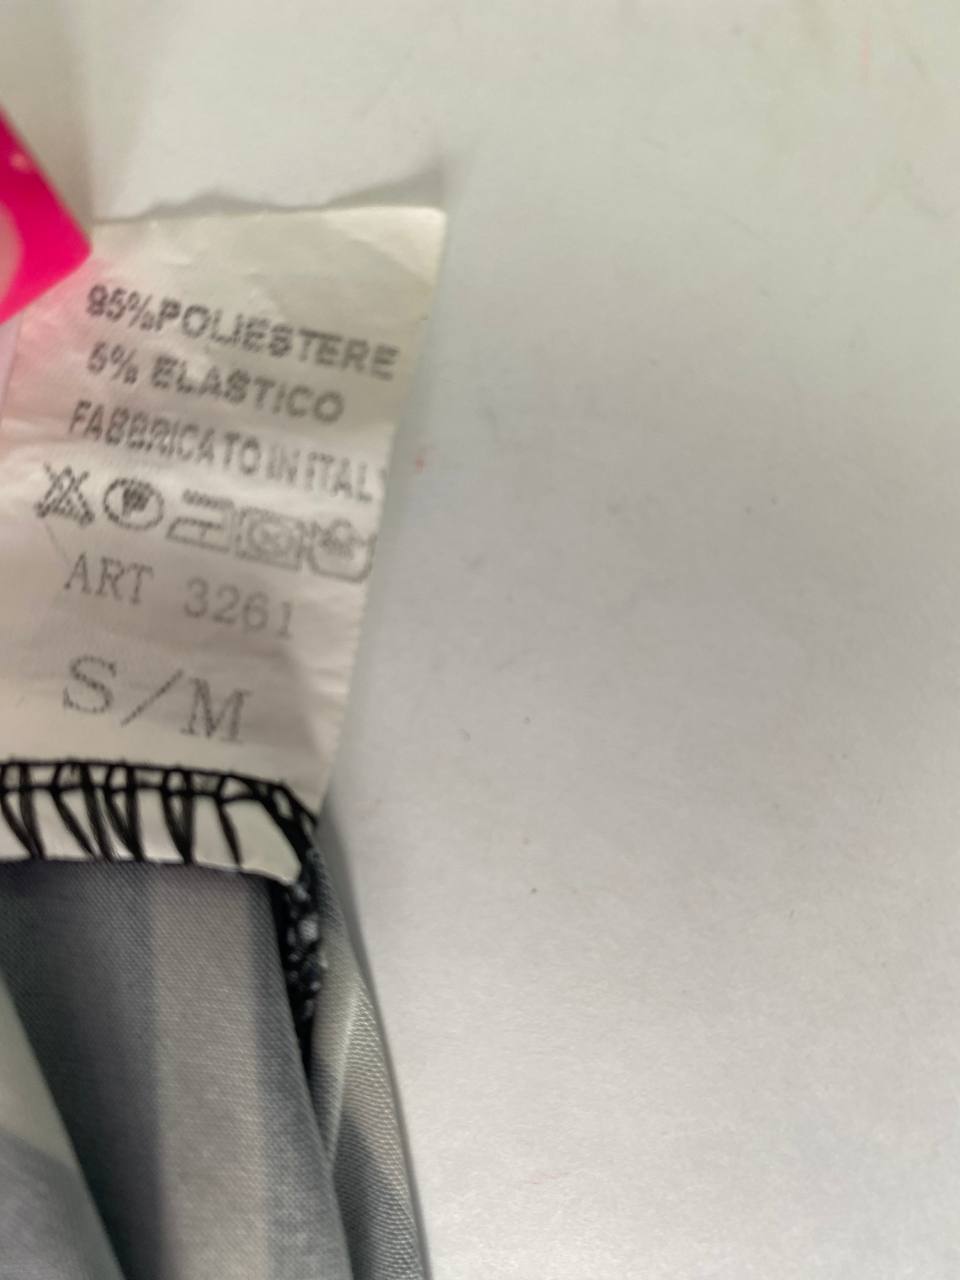 95%POLIESTERE
5% ELASTICO
FABBRICATO IN ITALY
ART 3261
S/M